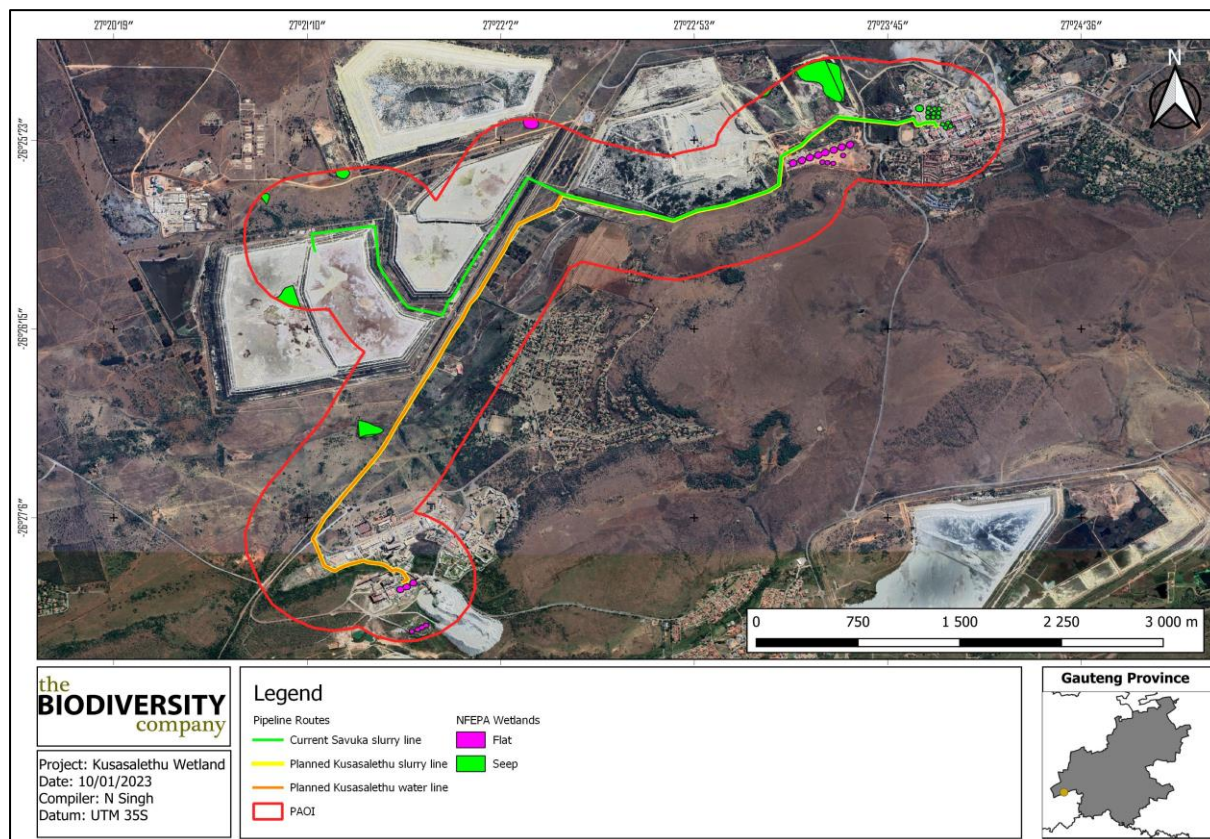 27°20'19" 27°21'10" 27°22'2" 27°22'53" 27°23'45" 27°24'36"
N
-26°25'23"
-26°26'15"
-26°27'6"
0 750 1 500 2 250 3 000 m
the
BIODIVERSITY
company
Project: Kusasalethu Wetland
Date: 10/01/2023
Compiler: N Singh
Datum: UTM 35S
Legend
Pipeline Routes
Current Savuka slurry line
Planned Kusasalethu slurry line
Planned Kusasalethu water line
PAOI
NFEPA Wetlands
Flat
Seep
Gauteng Province